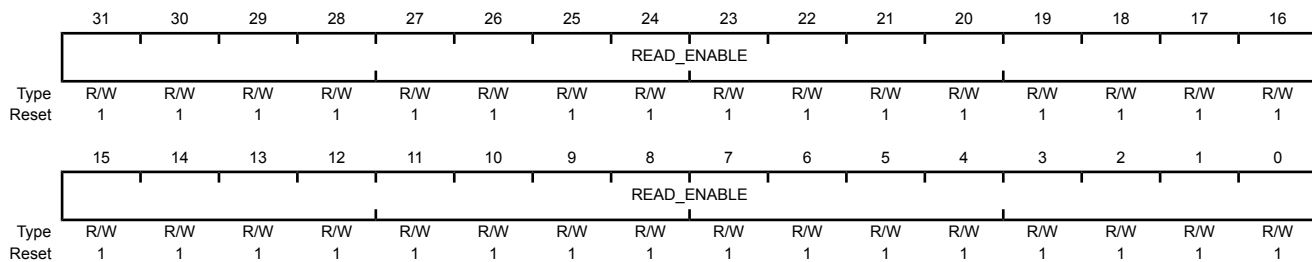 31 30 29 28 27 26 25 24 23 22 21 20 19 18 17 16
READ_ENABLE
Type R/W R/W R/W R/W R/W R/W R/W R/W R/W R/W R/W R/W R/W R/W R/W R/W
Reset 1 1 1 1 1 1 1 1 1 1 1 1 1 1 1 1
15 14 13 12 11 10 9 8 7 6 5 4 3 2 1 0
READ_ENABLE
Type R/W R/W R/W R/W R/W R/W R/W R/W R/W R/W R/W R/W R/W R/W R/W R/W
Reset 1 1 1 1 1 1 1 1 1 1 1 1 1 1 1 1